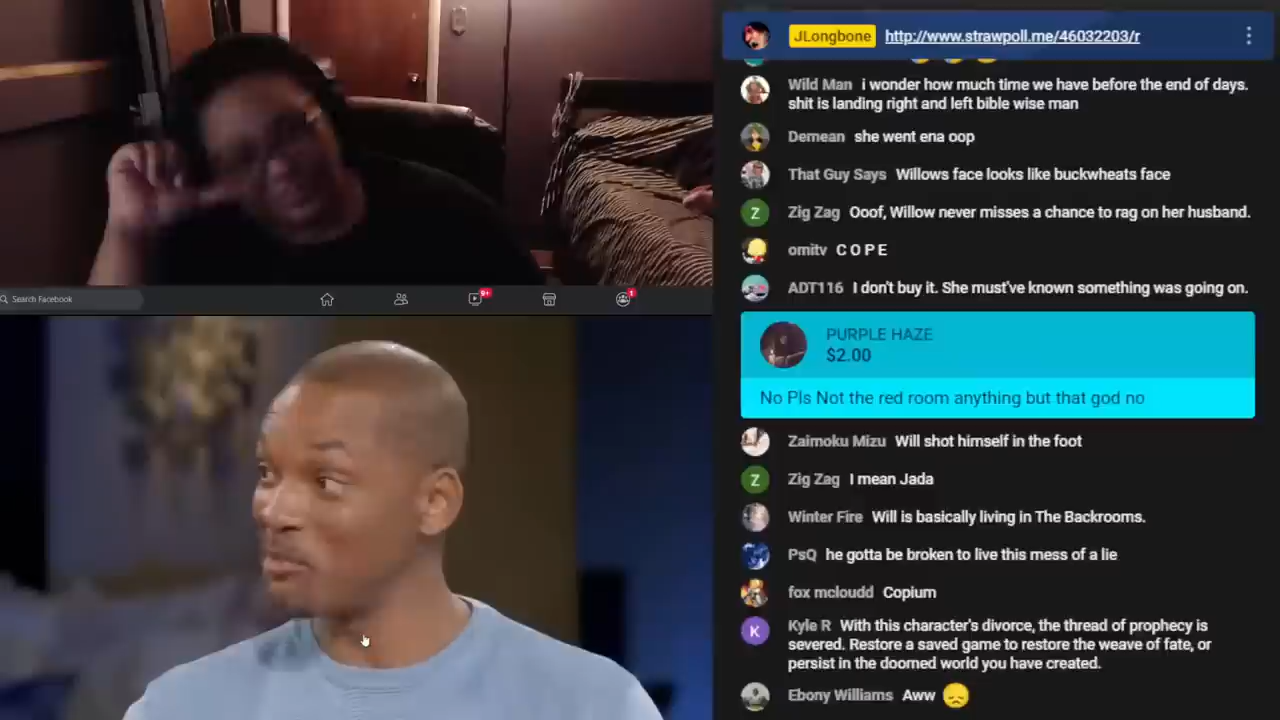 JLongbone http://www.strawpoll.me/46032203/r
Wild Man i wonder how much time we have before the end of days.
shit is landing right and left bible wise man
Demean she went ena oop
That Guy Says Willows face looks like buckwheats face
Z Zig Zag Ooof, Willow never misses a chance to rag on her husband.
omitv C O P E
ADT116 I don't buy it. She must've known something was going on.
PURPLE HAZE
$2.00
No Pls Not the red room anything but that god no
Zaimoku Mizu Will shot himself in the foot
Z Zig Zag I mean Jada
Winter Fire Will is basically living in The Backrooms.
PsQ he gotta be broken to live this mess of a lie
fox mcloudd Copium
K Kyle R With this character's divorce, the thread of prophecy is
severed. Restore a saved game to restore the weave of fate, or
persist in the doomed world you have created.
Ebony Williams Aww 😞
Search Facebook
9+
1